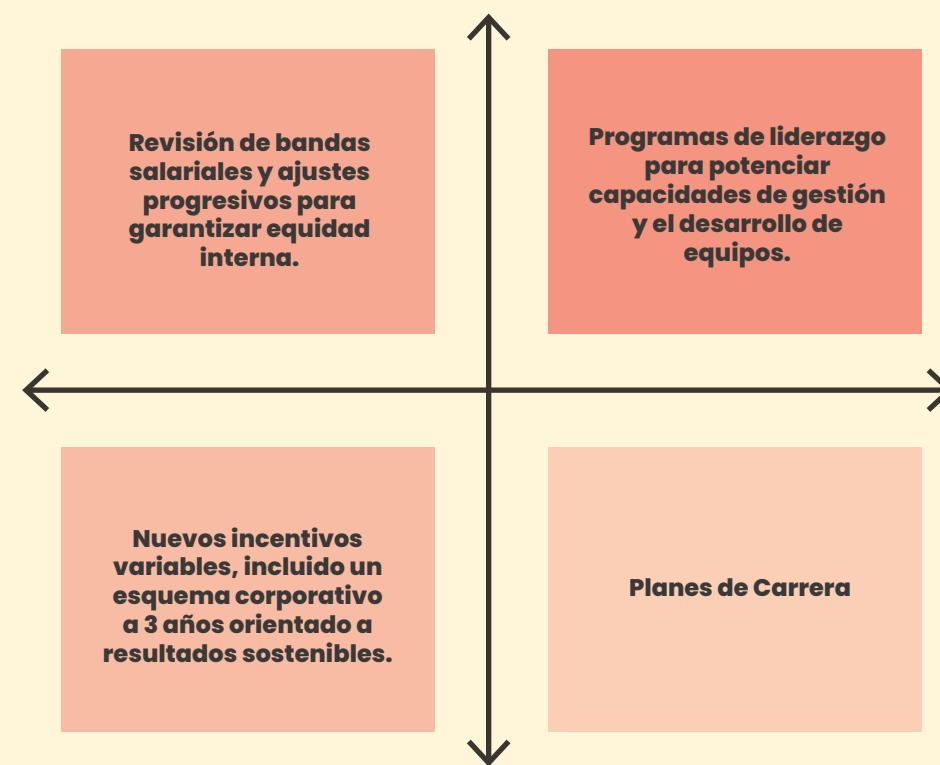 Revisión de bandas
salariales y ajustes
progresivos para
garantizar equidad
interna.
Programas de liderazgo
para potenciar
capacidades de gestión
y el desarrollo de
equipos.
Nuevos incentivos
variables, incluido un
esquema corporativo
a 3 años orientado a
resultados sostenibles.
Planes de Carrera